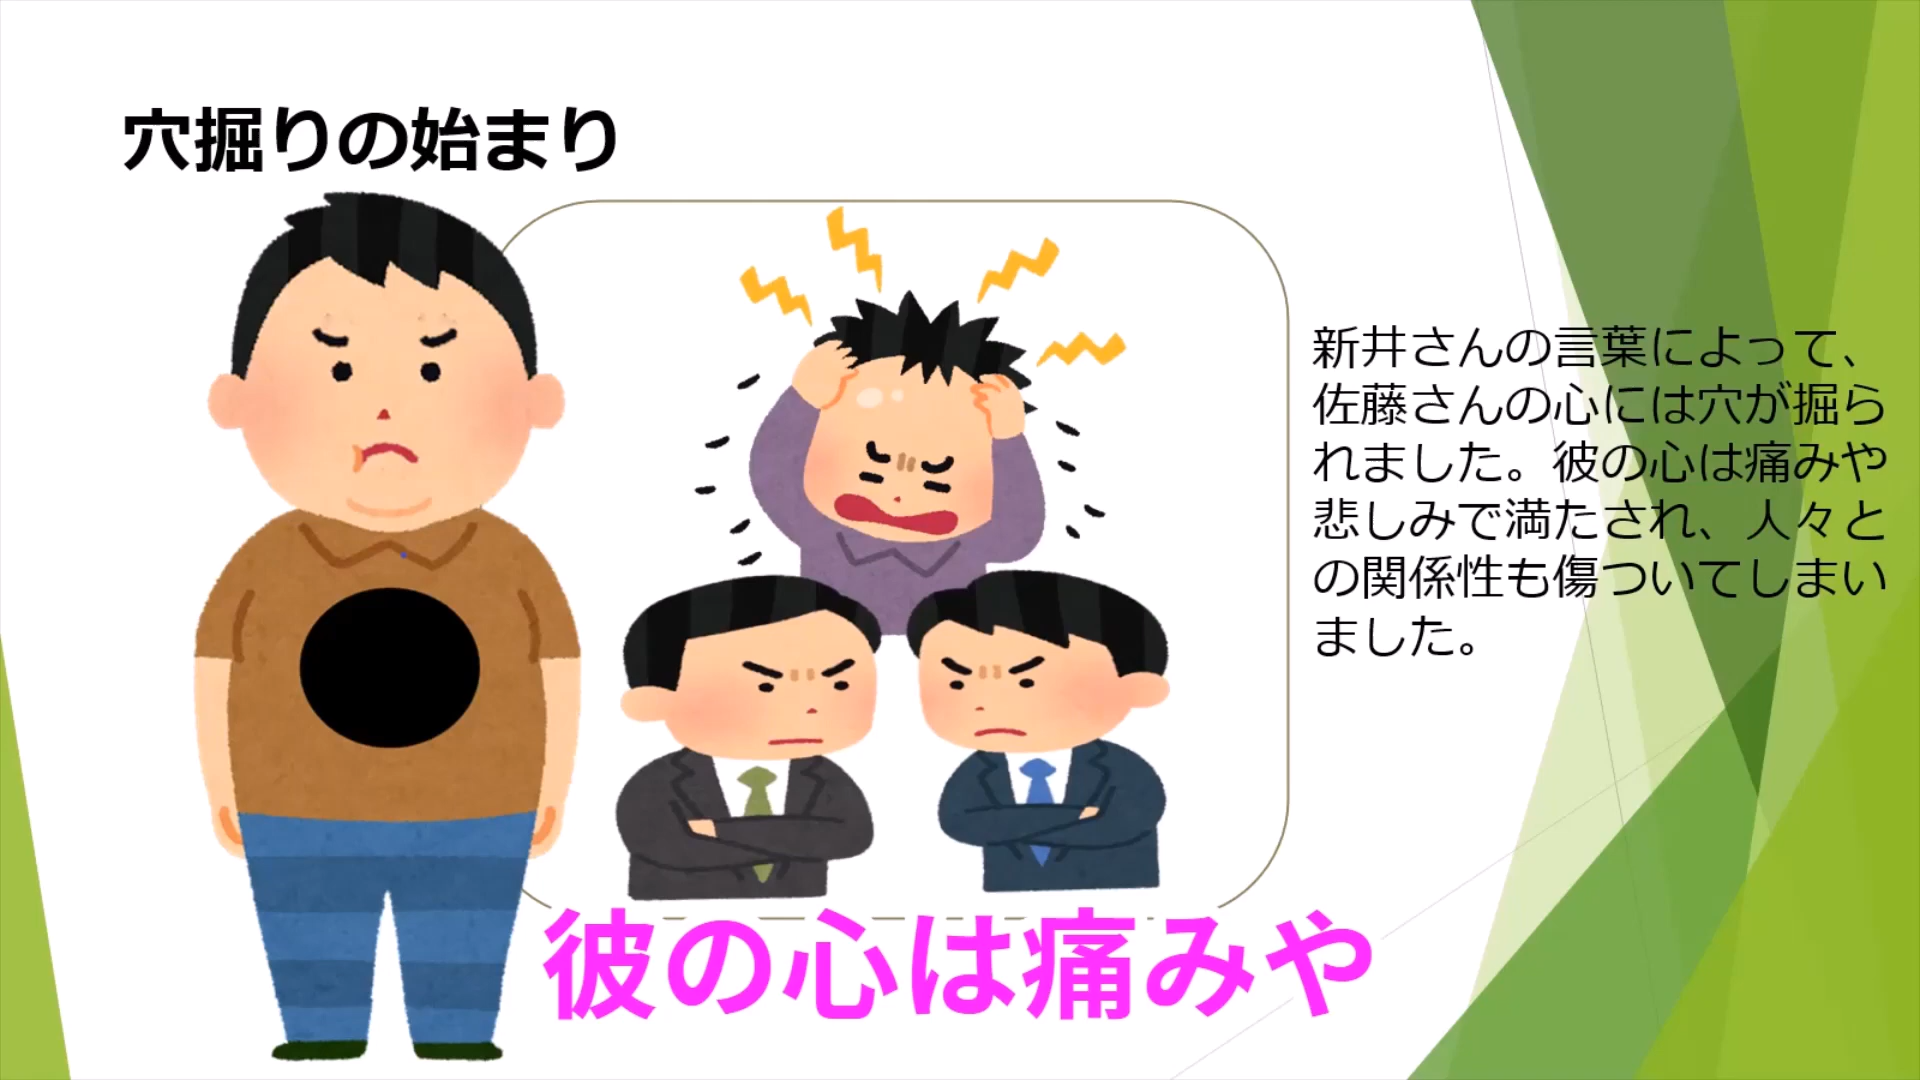 穴掘りの始まり
新井さんの言葉によって、
佐藤さんの心には穴が掘ら
れました。彼の心は痛みや
悲しみで満たされ、人々と
の関係性も傷ついてしまい
ました。
彼の心は痛みや